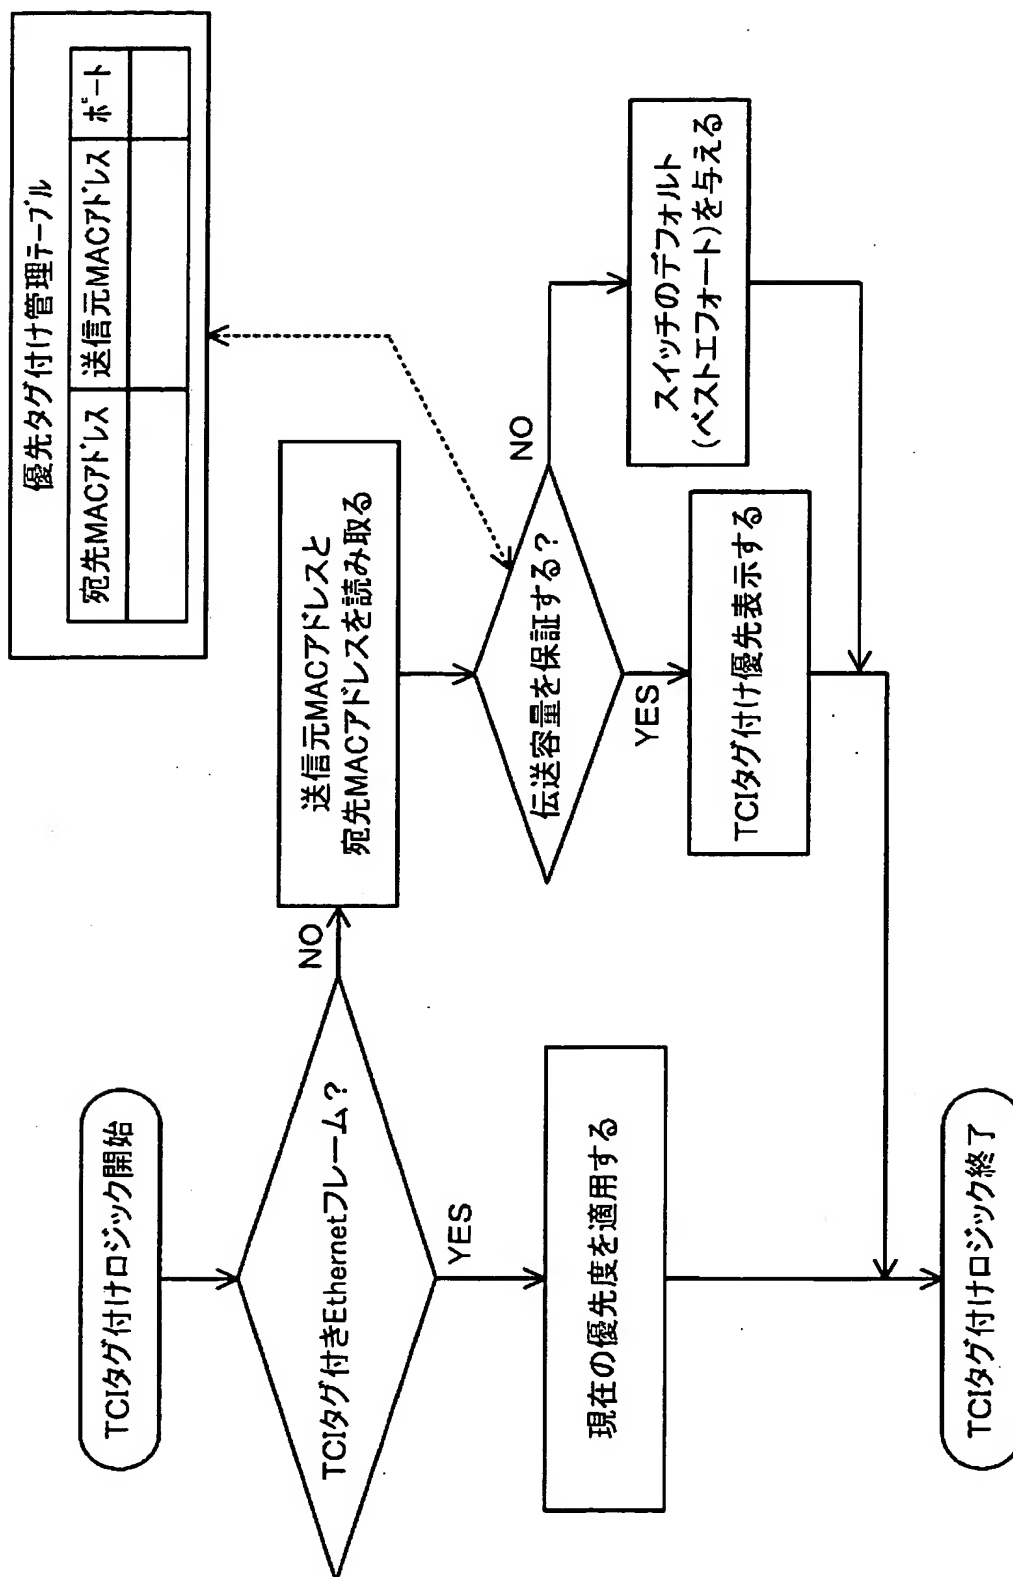 優先タグ付け管理テーブル
宛先MACアドレス
送信元MACアドレス
ポート
TCIタグ付けロジック開始
TCIタグ付きEthernetフレーム?
NO
YES
送信元MACアドレスと
宛先MACアドレスを読み取る
伝送容量を保証する?
NO
YES
スイッチのデフォルト
(ベストエフォート)を与える
TCIタグ付け優先表示する
現在の優先度を適用する
TCIタグ付けロジック終了